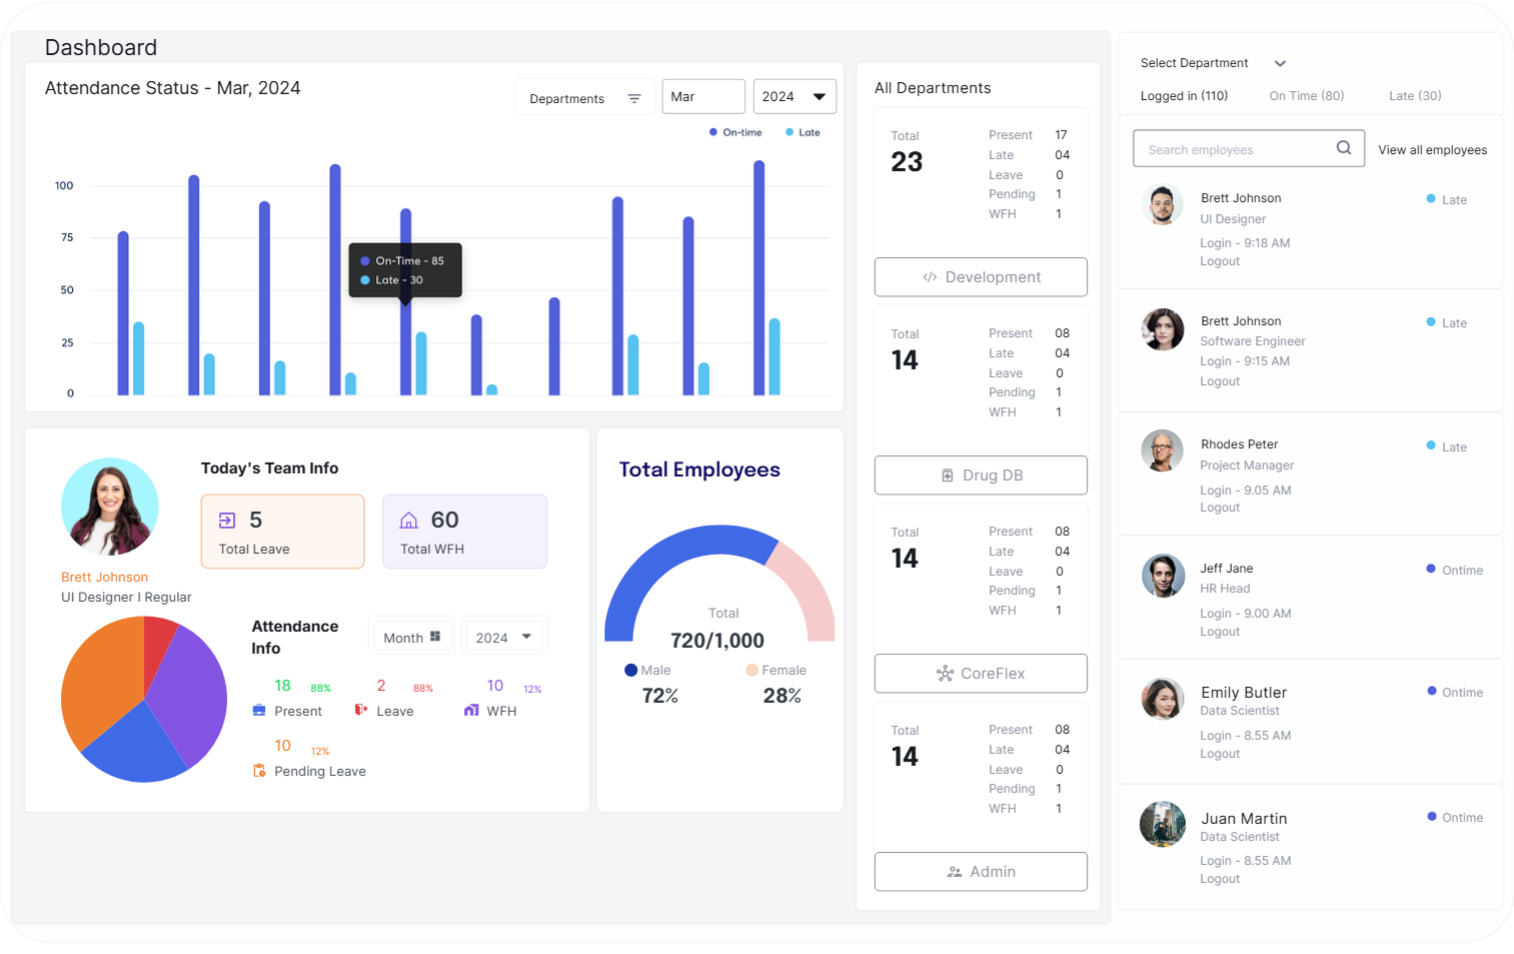 Dashboard
Attendance Status - Mar, 2024
Departments
Mar
2024
On-time
Late
100
75
50
25
0
On-Time - 85
Late - 30
Today's Team Info
5
Total Leave
60
Total WFH
Brett Johnson
UI Designer I Regular
Attendance
Info
Month
2024
18 88%
Present
2 88%
Leave
10 12%
WFH
10 12%
Pending Leave
Total Employees
Total
720/1,000
Male
72%
Female
28%
All Departments
Total
23
Present 17
Late 04
Leave 0
Pending 1
WFH 1
</> Development
Total
14
Present 08
Late 04
Leave 0
Pending 1
WFH 1
Drug DB
Total
14
Present 08
Late 04
Leave 0
Pending 1
WFH 1
CoreFlex
Total
14
Present 08
Late 04
Leave 0
Pending 1
WFH 1
Admin
Select Department
Logged in (110)
On Time (80)
Late (30)
Search employees
View all employees
Brett Johnson
Late
UI Designer
Login - 9:18 AM
Logout
Brett Johnson
Late
Software Engineer
Login - 9:15 AM
Logout
Rhodes Peter
Late
Project Manager
Login - 9.05 AM
Logout
Jeff Jane
Ontime
HR Head
Login - 9.00 AM
Logout
Emily Butler
Ontime
Data Scientist
Login - 8.55 AM
Logout
Juan Martin
Ontime
Data Scientist
Login - 8.55 AM
Logout